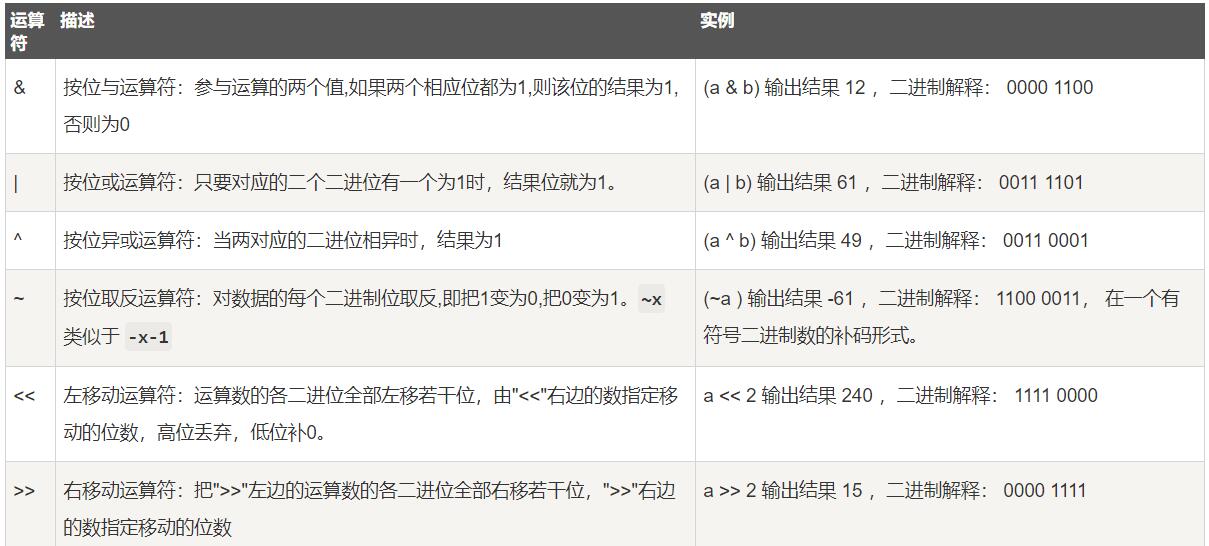 运算符 描述 实例
& 按位与运算符：参与运算的两个值,如果两个相应位都为1,则该位的结果为1,
否则为0
(a & b) 输出结果 12 ，二进制解释： 0000 1100
| 按位或运算符：只要对应的二个二进位有一个为1时，结果位就为1。
(a | b) 输出结果 61 ，二进制解释： 0011 1101
^ 按位异或运算符：当两对应的二进位相异时，结果为1
(a ^ b) 输出结果 49 ，二进制解释： 0011 0001
~ 按位取反运算符：对数据的每个二进制位取反,即把1变为0,把0变为1。~x
类似于 -x-1
(~a ) 输出结果 -61 ，二进制解释： 1100 0011， 在一个有
符号二进制数的补码形式。
<< 左移动运算符：运算数的各二进位全部左移若干位，由"<<"右边的数指定移
动的位数，高位丢弃，低位补0。
a << 2 输出结果 240 ，二进制解释： 1111 0000
>> 右移动运算符：把">>"左边的运算数的各二进位全部右移若干位，">>"右边
的数指定移动的位数
a >> 2 输出结果 15 ，二进制解释： 0000 1111